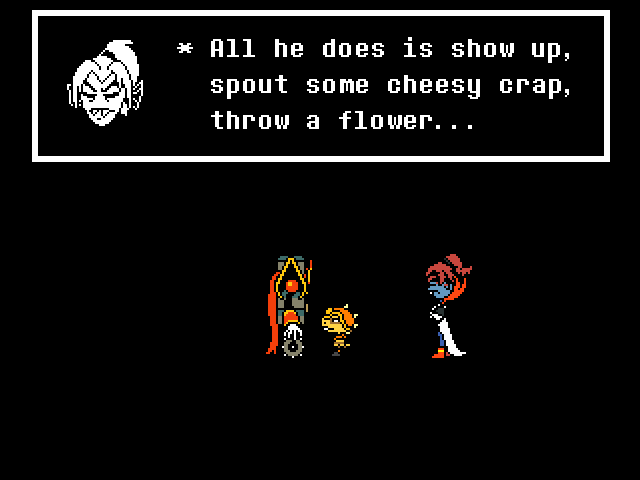 * All he does is show up,
spout some cheesy crap,
throw a flower...